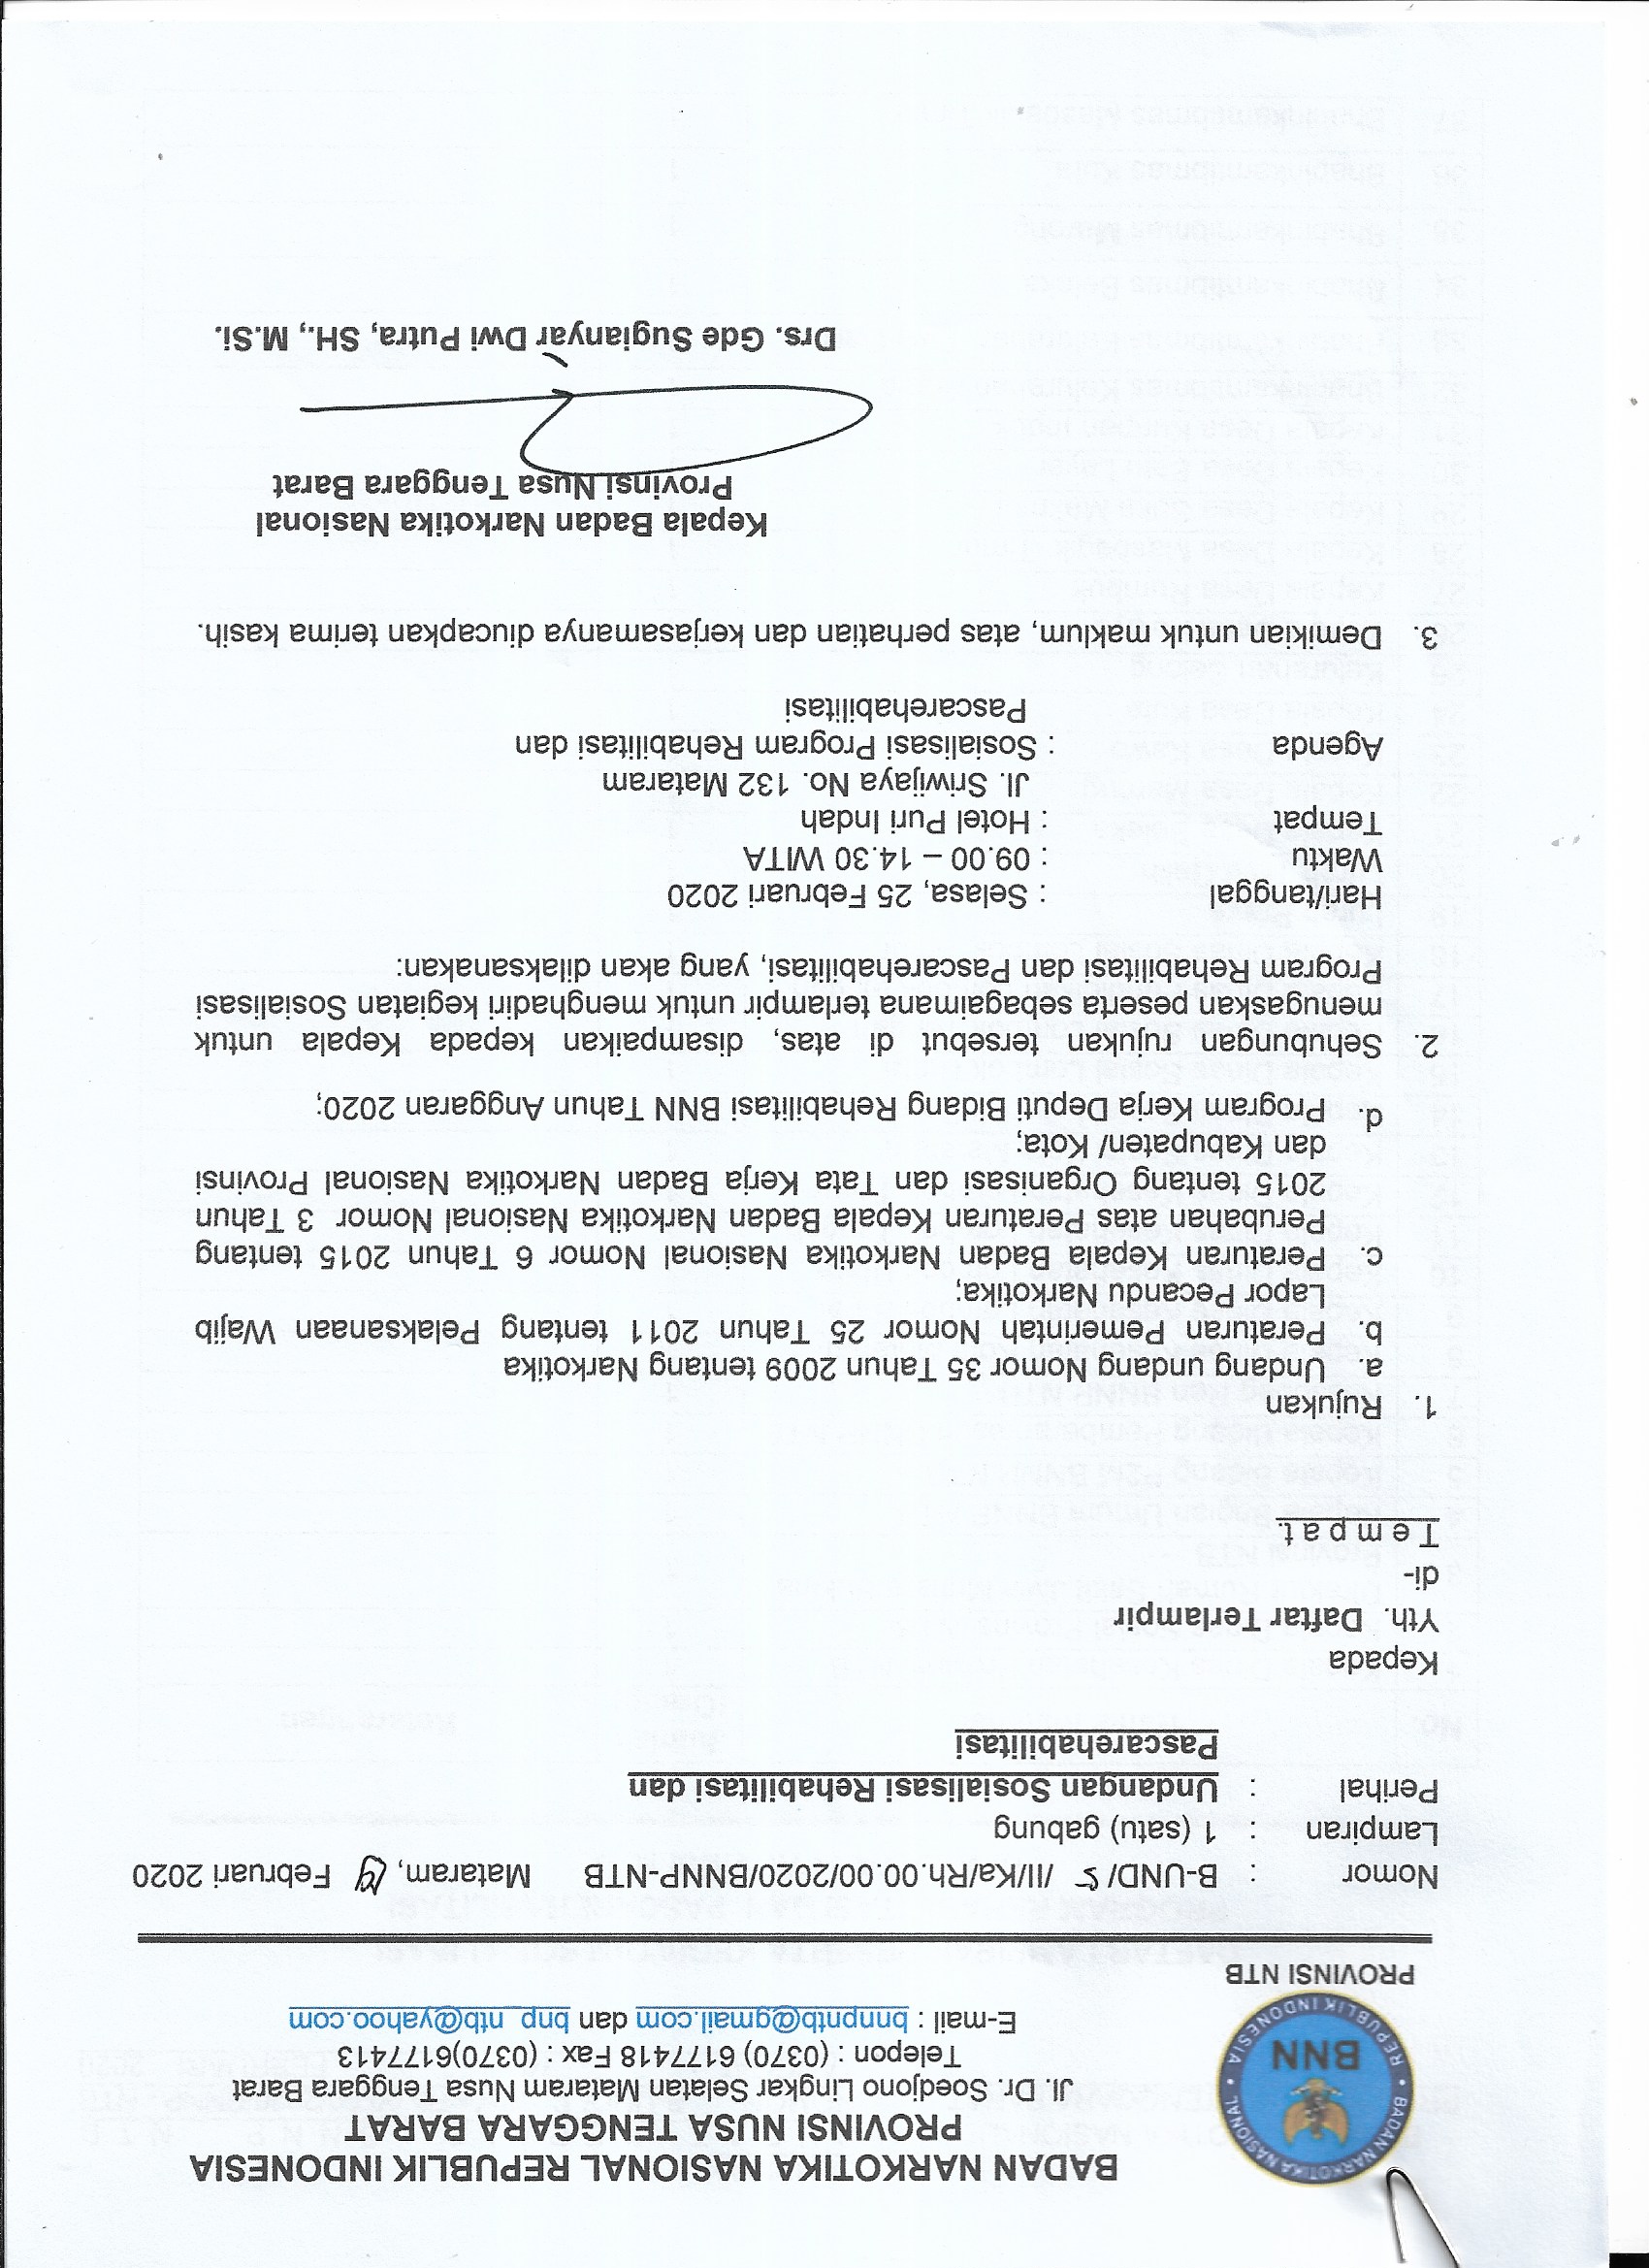 BADAN NARKOTIKA NASIONAL REPUBLIK INDONESIA
PROVINSI NUSA TENGGARA BARAT
Jl. Dr. Soedjono Lingkar Selatan Mataram Nusa Tenggara Barat
Telepon : (0370) 6177418 Fax : (0370)6177413
E-mail : bnnpntb@gmail.com dan bnp_ntb@yahoo.com
BADAN NARKOTIKA NASIONAL
BNN
REPUBLIK INDONESIA
PROVINSI NTB
Nomor : B-UND/ 5 /II/Ka/Rh.00.00/2020/BNNP-NTB Mataram, Februari 2020
Lampiran : 1 (satu) gabung
Perihal : Undangan Sosialisasi Rehabilitasi dan
Pascarehabilitasi
Kepada
Yth. Daftar Terlampir
di-
T e m p a t.
1. Rujukan
a. Undang undang Nomor 35 Tahun 2009 tentang Narkotika
b. Peraturan Pemerintah Nomor 25 Tahun 2011 tentang Pelaksanaan Wajib
Lapor Pecandu Narkotika;
c. Peraturan Kepala Badan Narkotika Nasional Nomor 6 Tahun 2015 tentang
Perubahan atas Peraturan Kepala Badan Narkotika Nasional Nomor 3 Tahun
2015 tentang Organisasi dan Tata Kerja Badan Narkotika Nasional Provinsi
dan Kabupaten/ Kota;
d. Program Kerja Deputi Bidang Rehabilitasi BNN Tahun Anggaran 2020;
2. Sehubungan rujukan tersebut di atas, disampaikan kepada Kepala untuk
menugaskan peserta sebagaimana terlampir untuk menghadiri kegiatan Sosialisasi
Program Rehabilitasi dan Pascarehabilitasi, yang akan dilaksanakan:
Hari/tanggal : Selasa, 25 Februari 2020
Waktu : 09.00 – 14.30 WITA
Tempat : Hotel Puri Indah
Jl. Sriwijaya No. 132 Mataram
Agenda : Sosialisasi Program Rehabilitasi dan
Pascarehabilitasi
3. Demikian untuk maklum, atas perhatian dan kerjasamanya diucapkan terima kasih.
Kepala Badan Narkotika Nasional
Provinsi Nusa Tenggara Barat
Drs. Gde Sugianyar Dwi Putra, SH., M.Si.